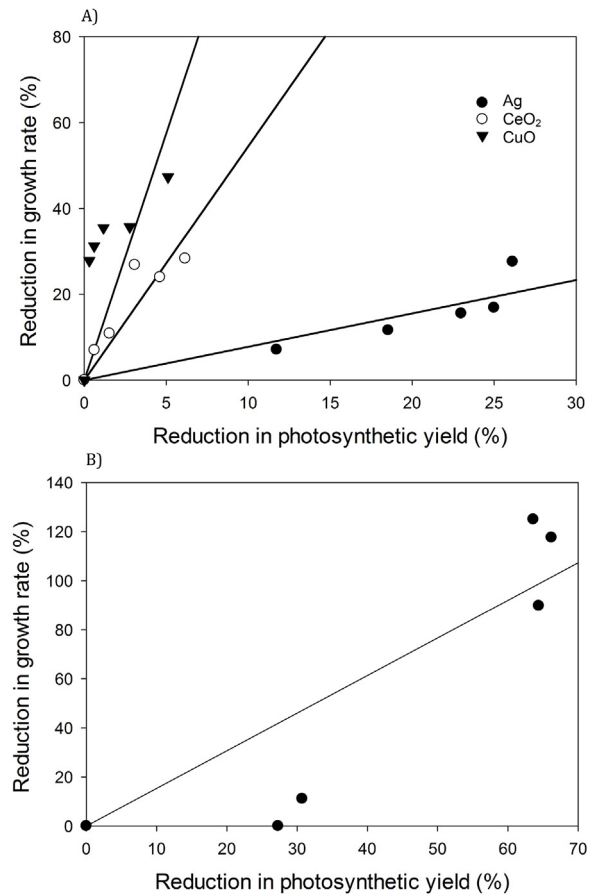 A)
80
60
40
20
0
Reduction in growth rate (%)
Ag
CeO₂
CuO
0 5 10 15 20 25 30
Reduction in photosynthetic yield (%)
B)
140
120
100
80
60
40
20
0
Reduction in growth rate (%)
0 10 20 30 40 50 60 70
Reduction in photosynthetic yield (%)